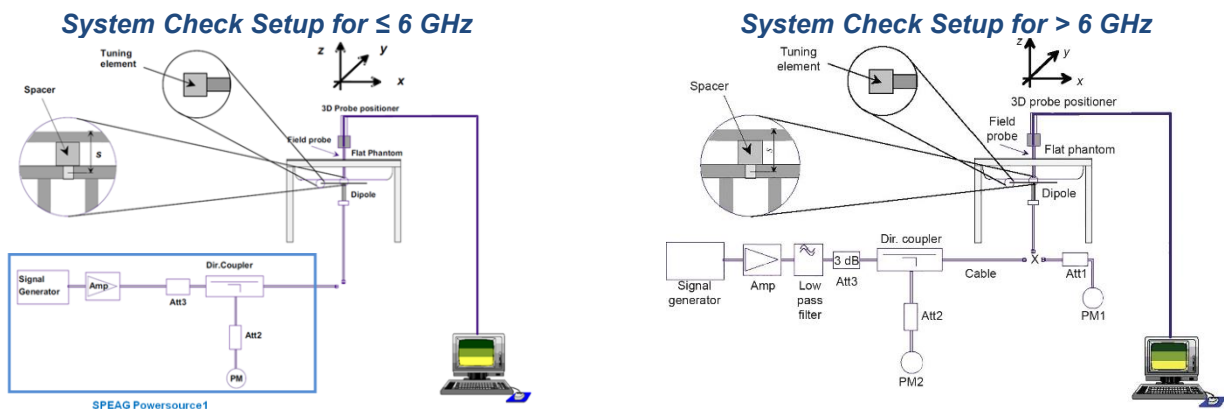 System Check Setup for ≤ 6 GHz
Tuning
element
z
y
x
Spacer
3D Probe positioner
s
Field probe
Flat Phantom
Dipole
Signal
Generator
Amp
Att3
Dir.Coupler
Att2
PM
SPEAG Powersource1
System Check Setup for > 6 GHz
Tuning
element
z
y
x
Spacer
3D probe positioner
s
Field
probe
Flat phantom
Dipole
Signal
generator
Amp
Low
pass
filter
3 dB
Att3
Dir. coupler
Cable
X
Att1
PM1
Att2
PM2